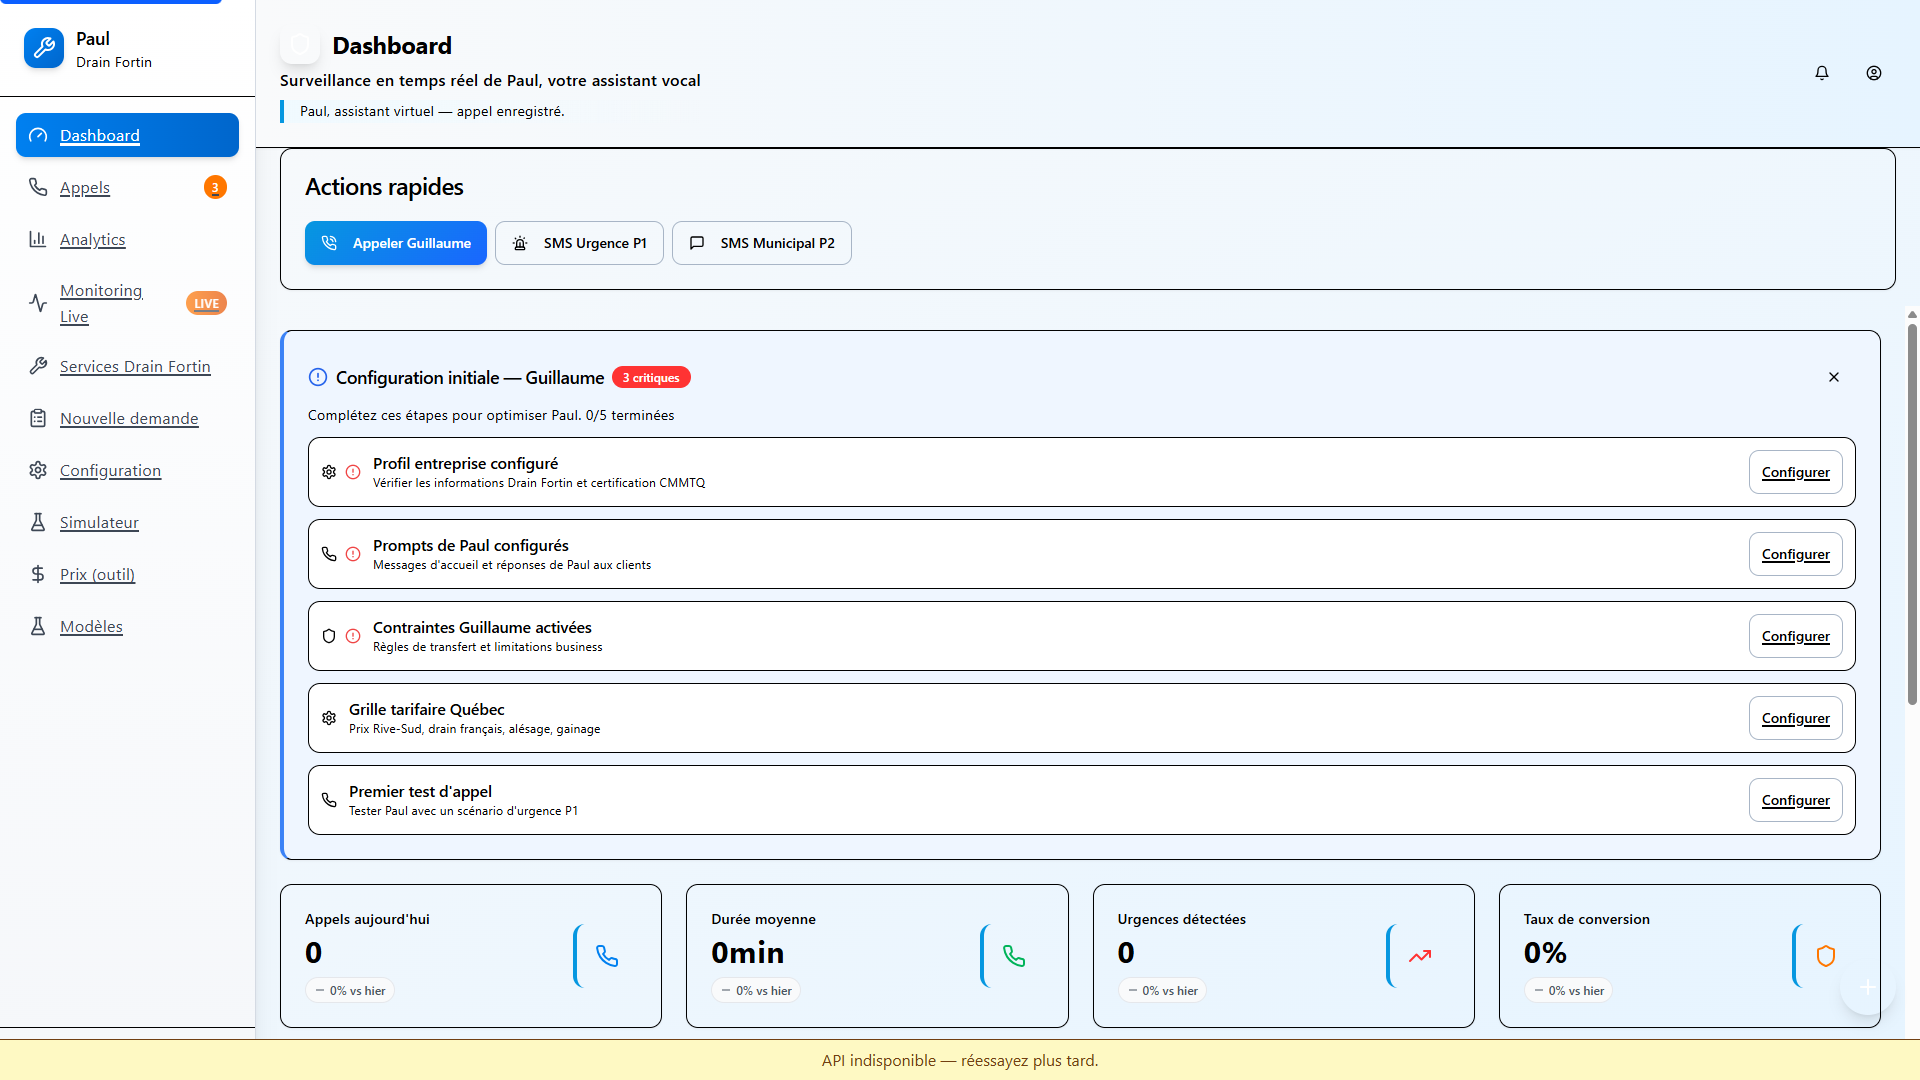 Paul
Drain Fortin
Dashboard
Appels
3
Analytics
Monitoring
Live
LIVE
Services Drain Fortin
Nouvelle demande
Configuration
Simulateur
Prix (outil)
Modèles
Dashboard
Surveillance en temps réel de Paul, votre assistant vocal
Paul, assistant virtuel — appel enregistré.
Actions rapides
Appeler Guillaume
SMS Urgence P1
SMS Municipal P2
Configuration initiale — Guillaume
3 critiques
Complétez ces étapes pour optimiser Paul. 0/5 terminées
Profil entreprise configuré
Vérifier les informations Drain Fortin et certification CMMTQ
Configurer
Prompts de Paul configurés
Messages d'accueil et réponses de Paul aux clients
Configurer
Contraintes Guillaume activées
Règles de transfert et limitations business
Configurer
Grille tarifaire Québec
Prix Rive-Sud, drain français, alésage, gainage
Configurer
Premier test d'appel
Tester Paul avec un scénario d'urgence P1
Configurer
Appels aujourd'hui
0
0% vs hier
Durée moyenne
0min
0% vs hier
Urgences détectées
0
0% vs hier
Taux de conversion
0%
0% vs hier
API indisponible — réessayez plus tard.